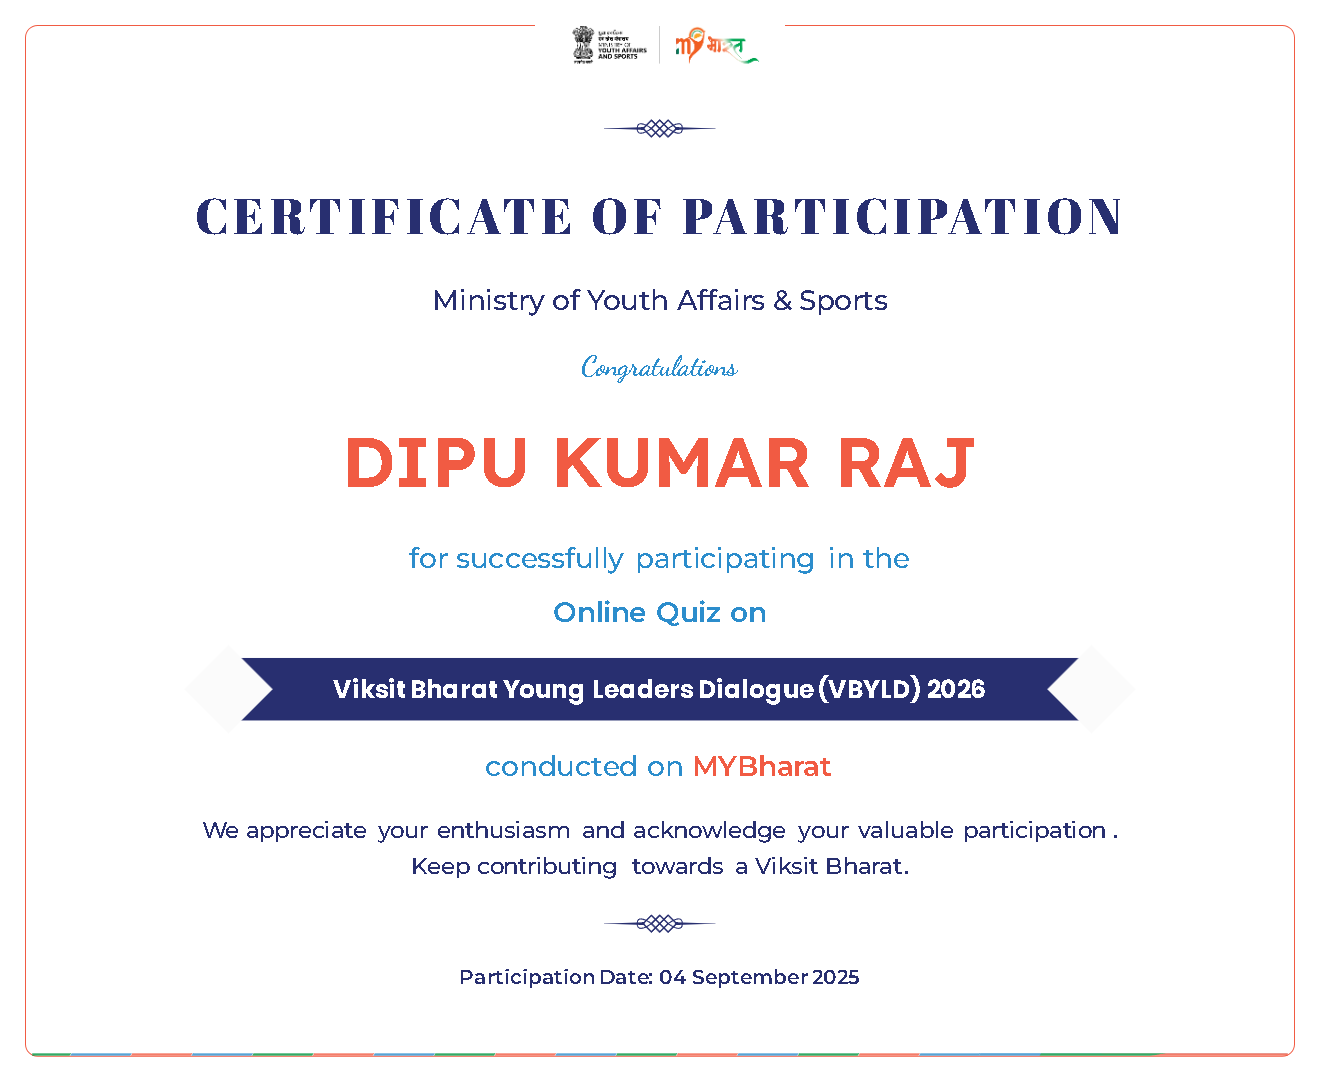 MINISTRY OF
YOUTH AFFAIRS
AND SPORTS
my भारत
CERTIFICATE OF PARTICIPATION
Ministry of Youth Affairs & Sports
Congratulations
DIPU KUMAR RAJ
for successfully participating in the
Online Quiz on
Viksit Bharat Young Leaders Dialogue (VBYLD) 2026
conducted on MYBharat
We appreciate your enthusiasm and acknowledge your valuable participation .
Keep contributing towards a Viksit Bharat.
Participation Date: 04 September 2025